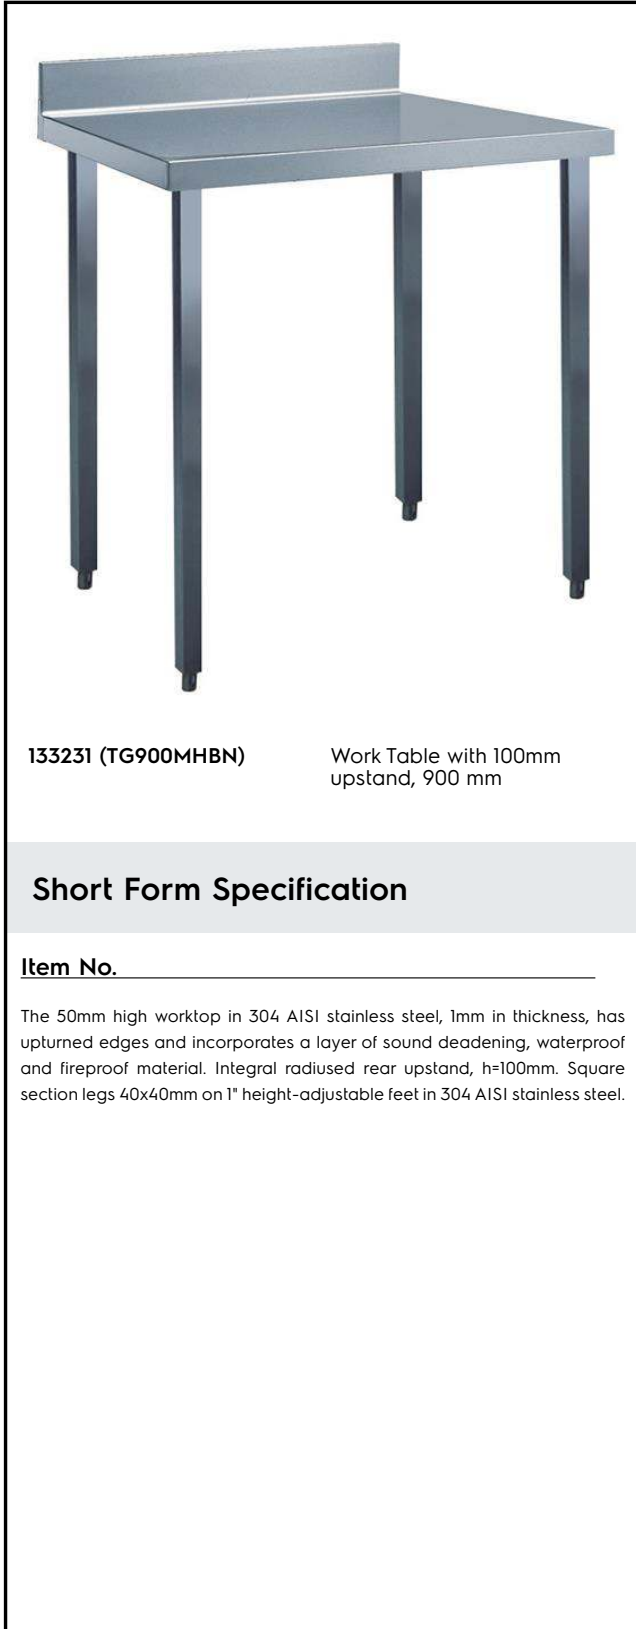 133231 (TG900MHBN)
Work Table with 100mm
upstand, 900 mm
Short Form Specification
Item No.
The 50mm high worktop in 304 AISI stainless steel, 1mm in thickness, has
upturned edges and incorporates a layer of sound deadening, waterproof
and fireproof material. Integral radiused rear upstand, h=100mm. Square
section legs 40x40mm on 1" height-adjustable feet in 304 AISI stainless steel.